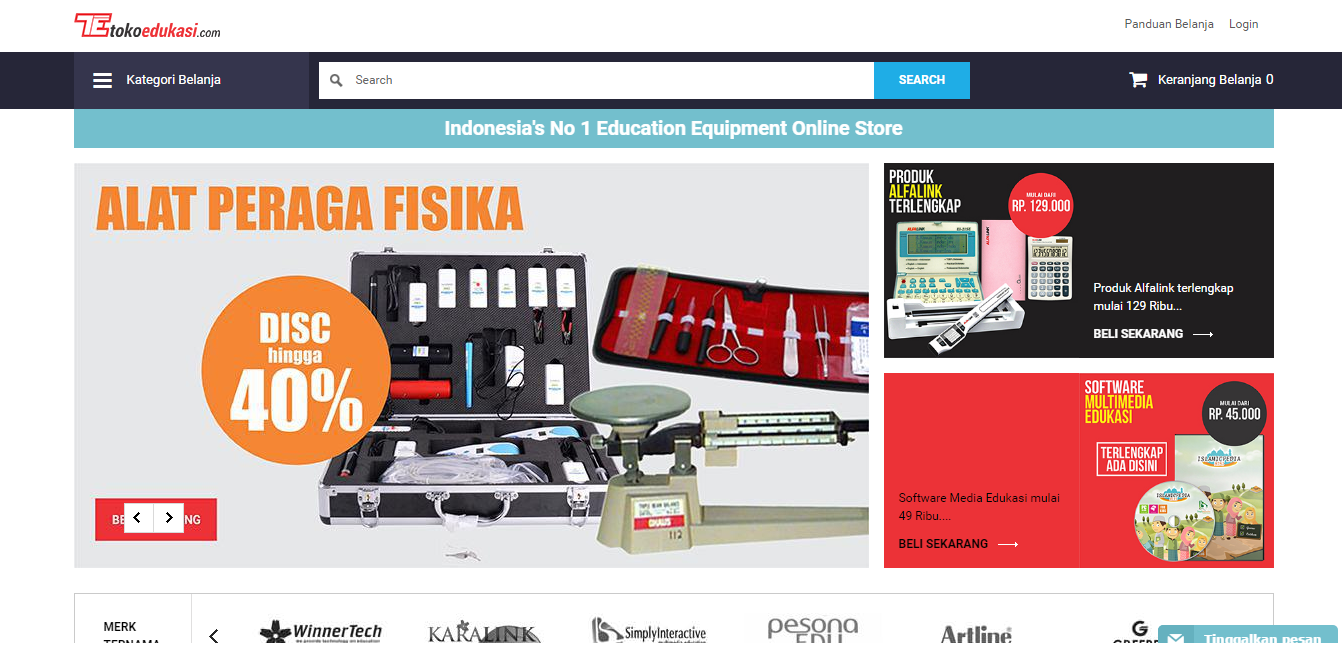 TE tokoedukasi.com
Panduan Belanja Login
Kategori Belanja
Search
SEARCH
Keranjang Belanja 0
Indonesia's No 1 Education Equipment Online Store
ALAT PERAGA FISIKA
DISC
hingga
40%
OHAUS
112
PRODUK
ALFALINK
TERLENGKAP
MULAI DARI
RP. 129.000
Produk Alfalink terlengkap
mulai 129 Ribu...
BELI SEKARANG
SOFTWARE
MULTIMEDIA
EDUKASI
MULAI DARI
RP. 45.000
TERLENGKAP
ADA DISINI
Software Media Edukasi mulai
49 Ribu....
BELI SEKARANG
MERK
TERNAMA
WinnerTech
KARALINK
SimplyInteractive
pesona
EDU
Artline
G
Tinggalkan pesan